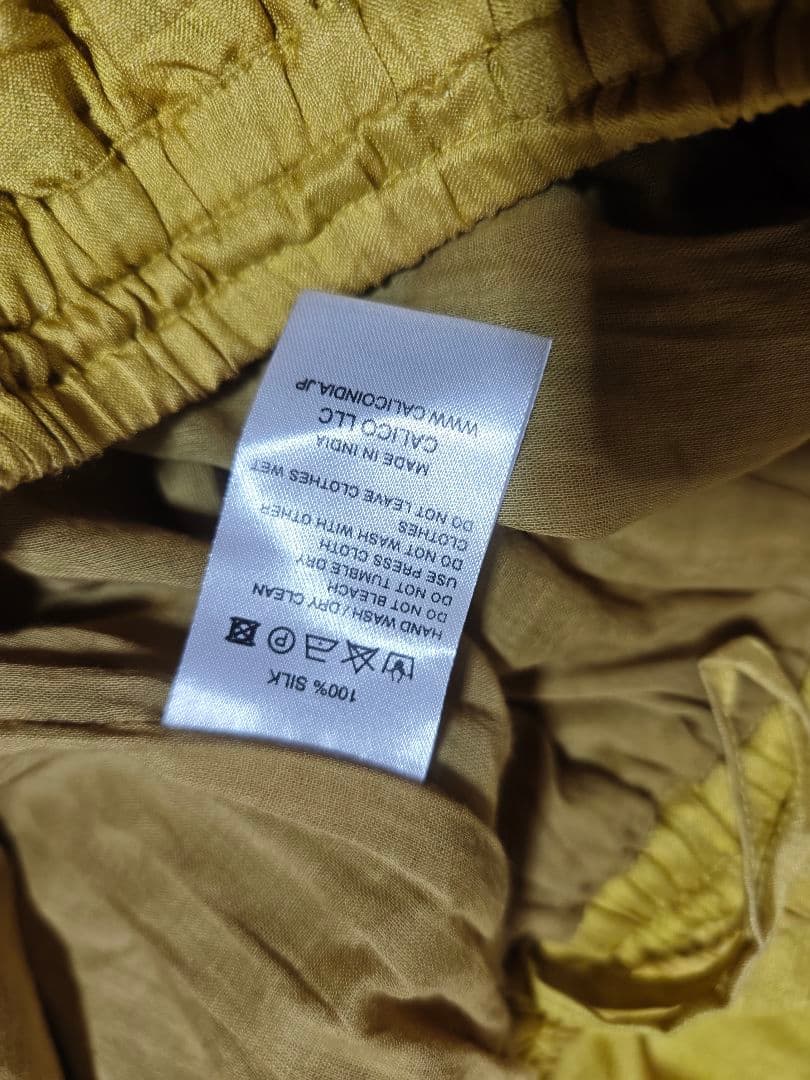 100% SILK
HAND WASH / DRY CLEAN
DO NOT BLEACH
DO NOT TUMBLE DRY
USE PRESS CLOTH
DO NOT WASH WITH OTHER
CLOTHES
DO NOT LEAVE CLOTHES WET
MADE IN INDIA
CALICO LLC
WWW.CALICOINDIA.JP